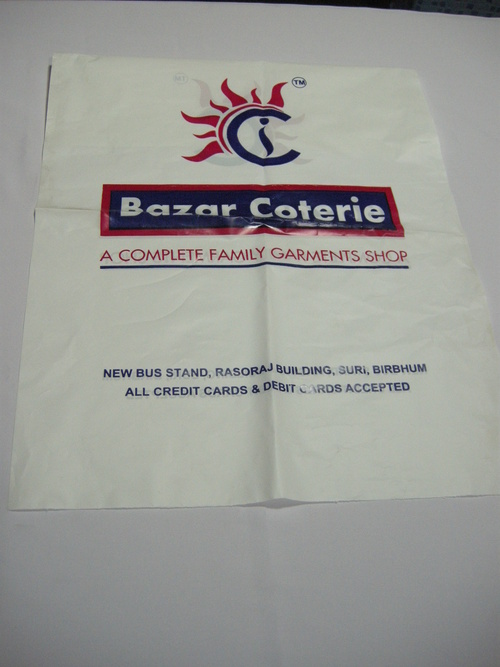 TM
Bazar Coterie
A COMPLETE FAMILY GARMENTS SHOP
NEW BUS STAND, RASORAJ BUILDING, SURI, BIRBHUM
ALL CREDIT CARDS & DEBIT CARDS ACCEPTED